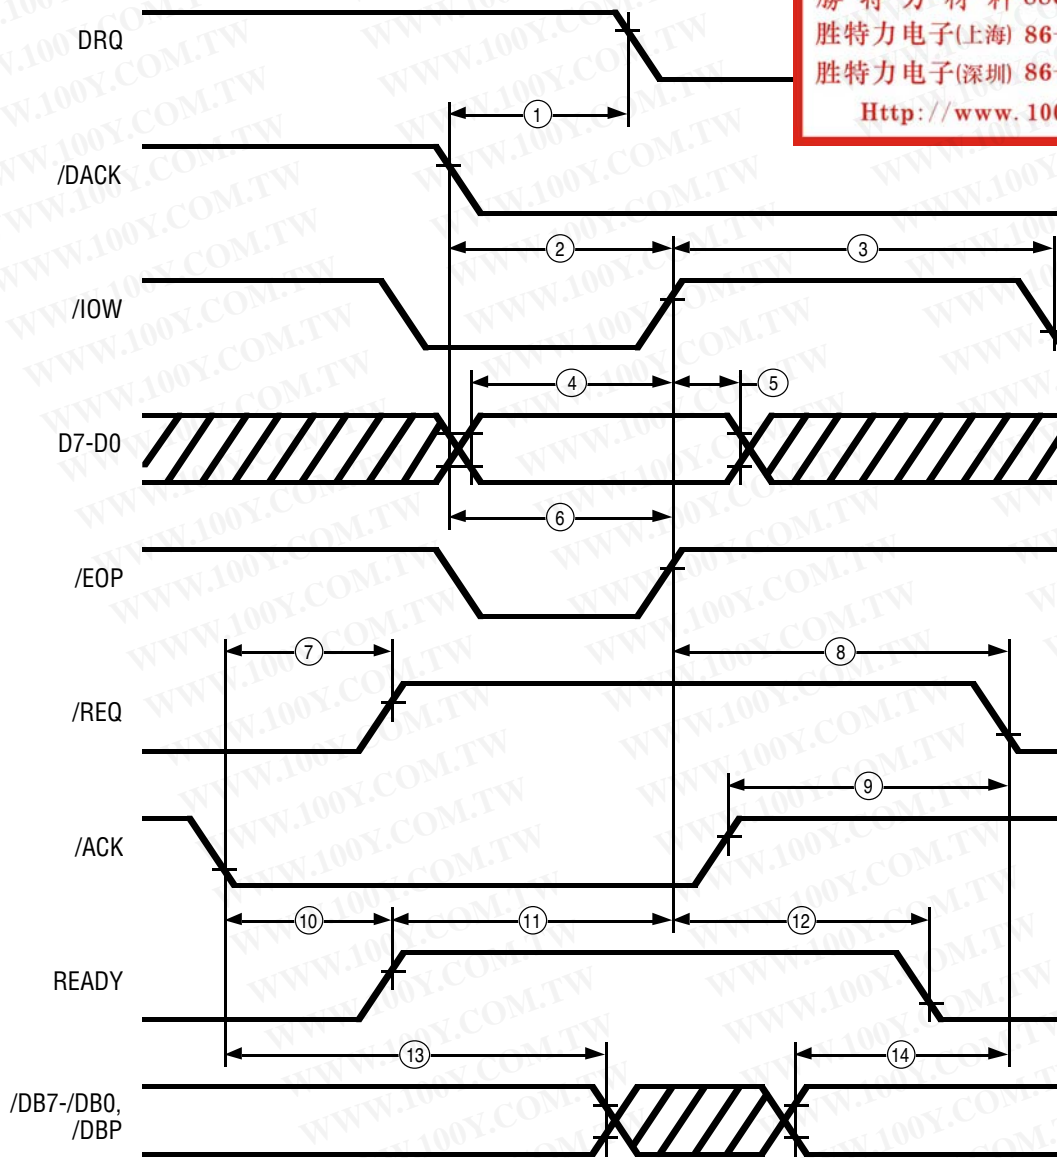 胜特力电子(上海) 86-
胜特力电子(深圳) 86-
Http://www.100
DRQ
①
/DACK
② ③
/IOW
④ ⑤
D7-D0
⑥
/EOP
⑦ ⑧
/REQ
⑨
/ACK
⑩ ⑪ ⑫
READY
⑬ ⑭
/DB7-/DB0,
/DBP
WWW.100Y.COM.TW